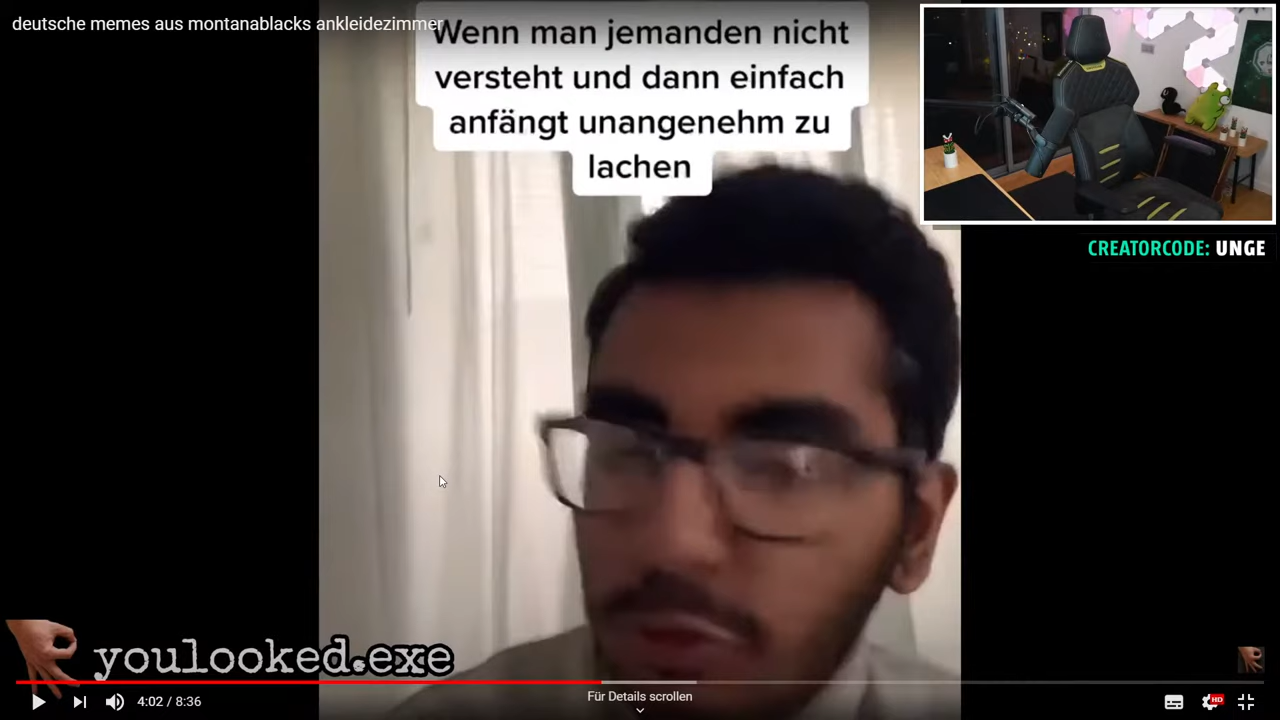 deutsche memes aus montanablacks ankleidezimmer
Wenn man jemanden nicht
versteht und dann einfach
anfängt unangenehm zu
lachen
CREATORCODE: UNGE
youlooked.exe
4:02 / 8:36
Für Details scrollen
HD